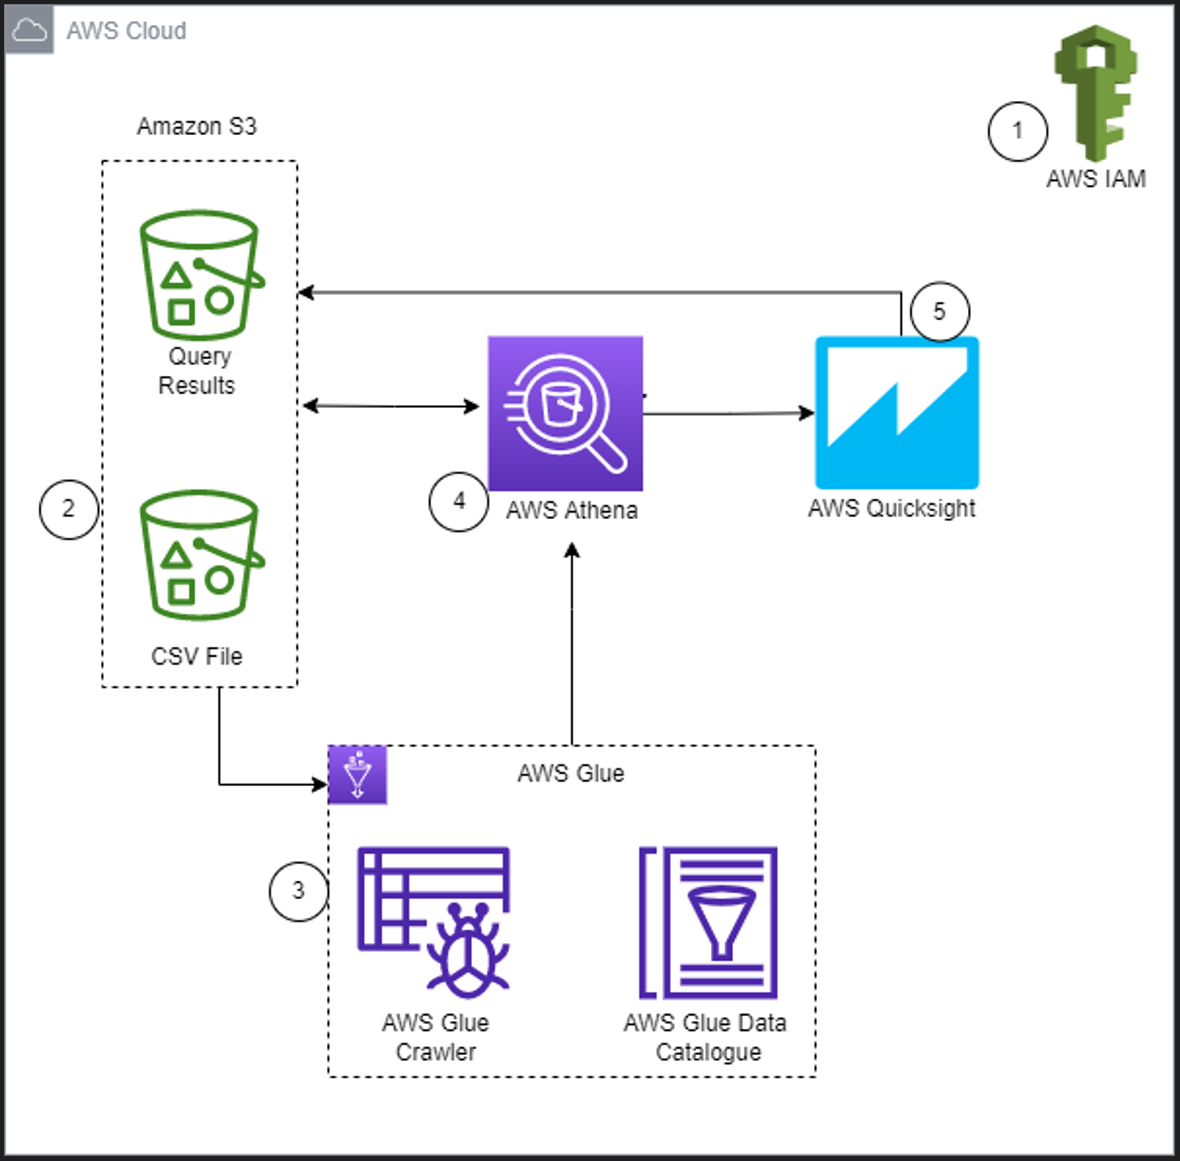 AWS Cloud
1
AWS IAM
Amazon S3
Query
Results
5
2
4
AWS Athena
AWS Quicksight
CSV File
AWS Glue
3
AWS Glue
Crawler
AWS Glue Data
Catalogue